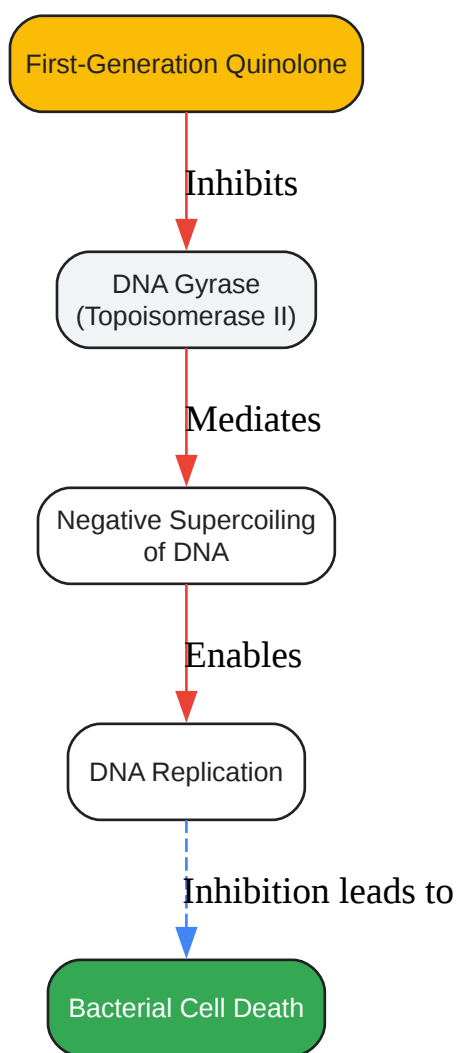 First-Generation Quinolone
Inhibits
DNA Gyrase
(Topoisomerase II)
Mediates
Negative Supercoiling
of DNA
Enables
DNA Replication
Inhibition leads to
Bacterial Cell Death